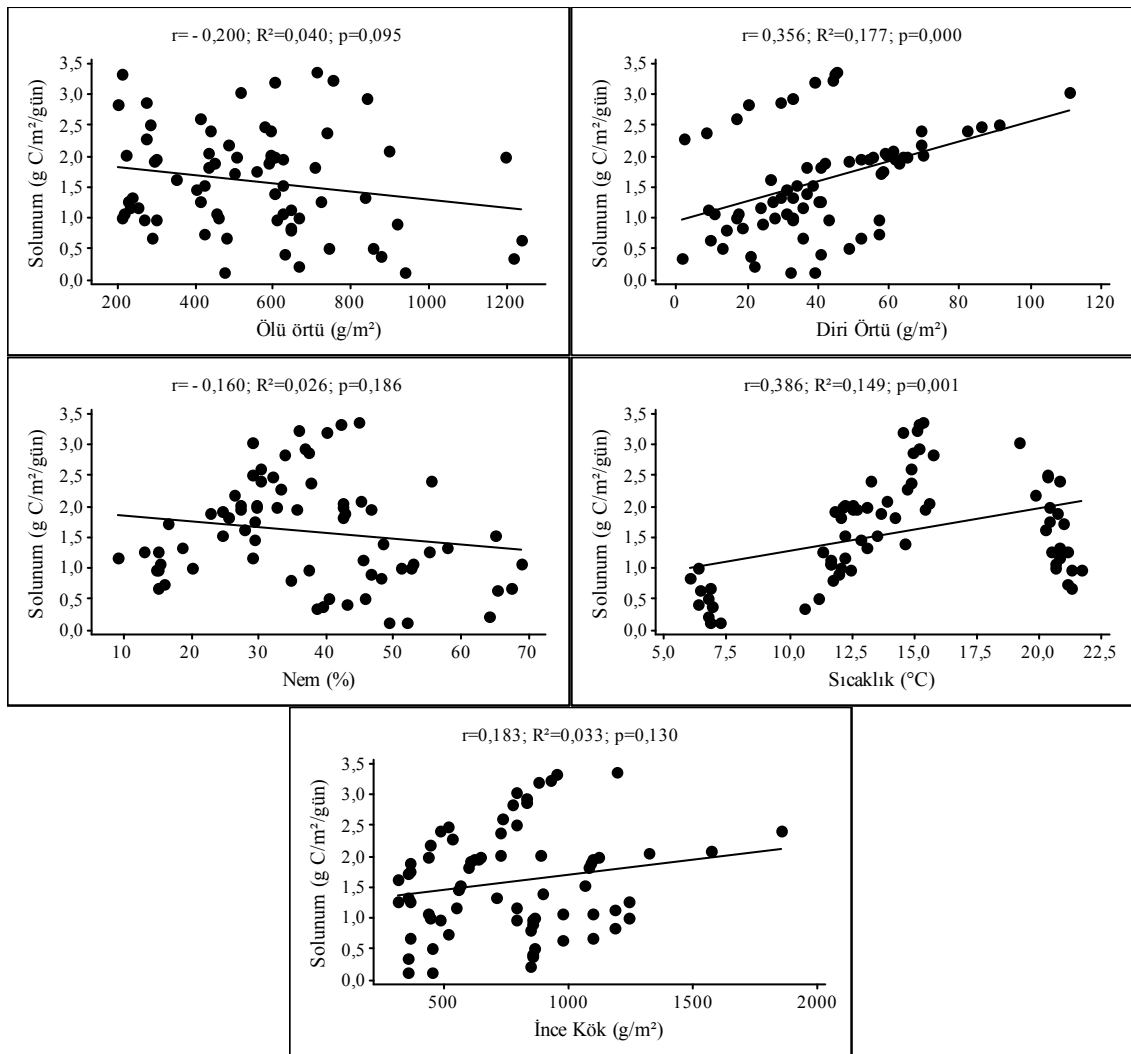 r= - 0,200; R²=0,040; p=0,095
Solunum (g C/m²/gün)
3,5
3,0
2,5
2,0
1,5
1,0
0,5
0,0
200 400 600 800 1000 1200
Ölü örtü (g/m²)
r= 0,356; R²=0,177; p=0,000
Solunum (g C/m²/gün)
3,5
3,0
2,5
2,0
1,5
1,0
0,5
0,0
0 20 40 60 80 100 120
Diri Örtü (g/m²)
r= - 0,160; R²=0,026; p=0,186
Solunum (g C/m²/gün)
3,5
3,0
2,5
2,0
1,5
1,0
0,5
0,0
10 20 30 40 50 60 70
Nem (%)
r=0,386; R²=0,149; p=0,001
Solunum (g C/m²/gün)
3,5
3,0
2,5
2,0
1,5
1,0
0,5
0,0
5,0 7,5 10,0 12,5 15,0 17,5 20,0 22,5
Sıcaklık (°C)
r=0,183; R²=0,033; p=0,130
Solunum (g C/m²/gün)
3,5
3,0
2,5
2,0
1,5
1,0
0,5
0,0
500 1000 1500 2000
İnce Kök (g/m²)